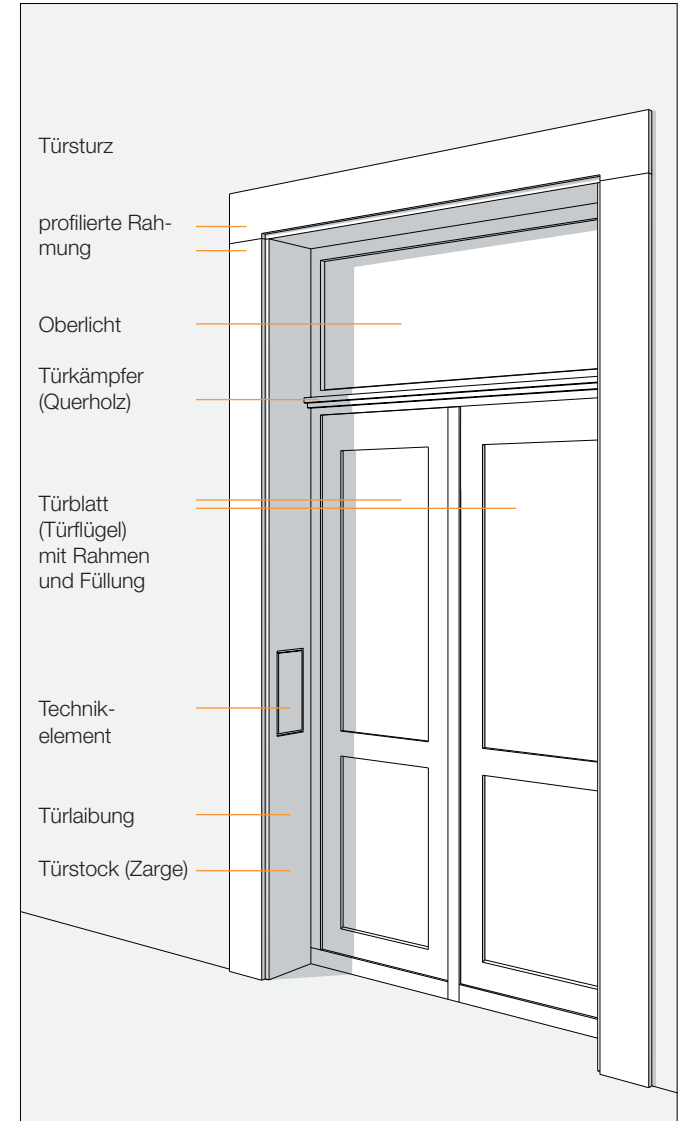 Türsturz
profilierte Rah-
mung
Oberlicht
Türkämpfer
(Querholz)
Türblatt
(Türflügel)
mit Rahmen
und Füllung
Technik-
element
Türlaibung
Türstock (Zarge)